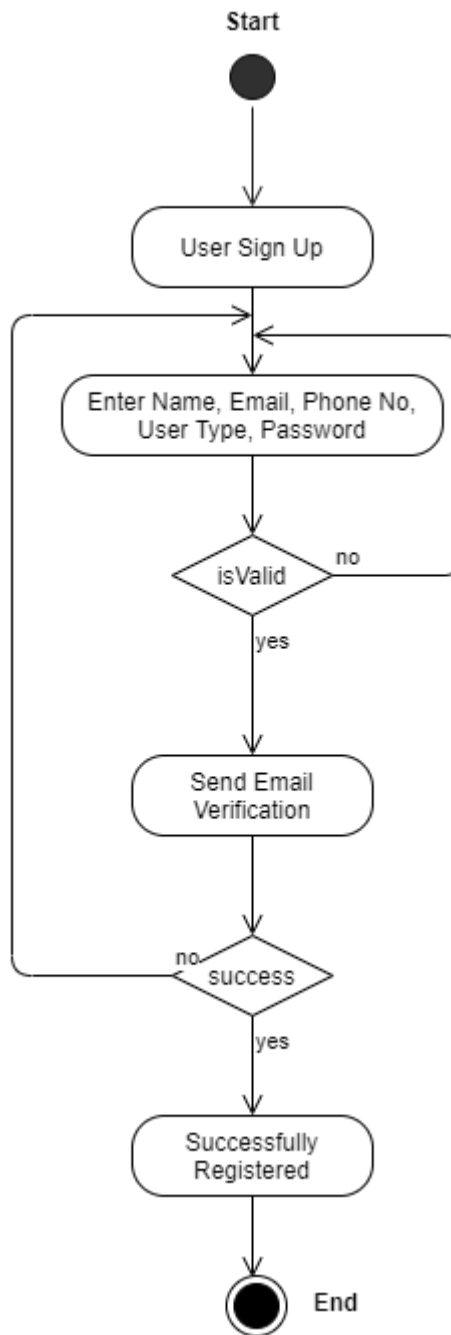 Start
User Sign Up
Enter Name, Email, Phone No,
User Type, Password
isValid
no
yes
Send Email
Verification
no
success
yes
Successfully
Registered
End